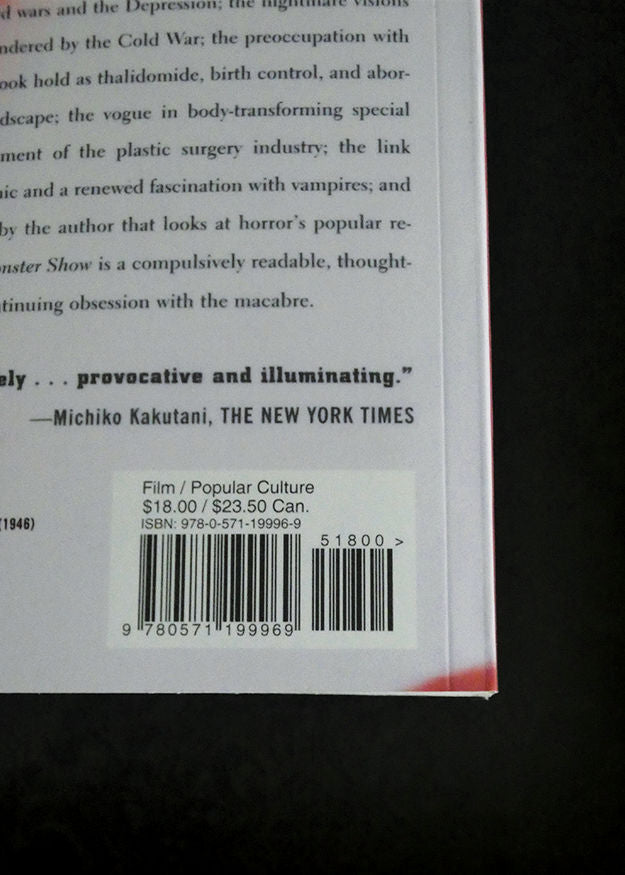 d wars and the Depression; the nightmare visions
ndered by the Cold War; the preoccupation with
ook hold as thalidomide, birth control, and abor-
dscape; the vogue in body-transforming special
ment of the plastic surgery industry; the link
nic and a renewed fascination with vampires; and
by the author that looks at horror's popular re-
nster Show is a compulsively readable, thought-
tinuing obsession with the macabre.
ely . . . provocative and illuminating.”
—Michiko Kakutani, THE NEW YORK TIMES
(1946)
Film / Popular Culture
$18.00 / $23.50 Can.
ISBN: 978-0-571-19996-9
51800 >
9 780571 199969